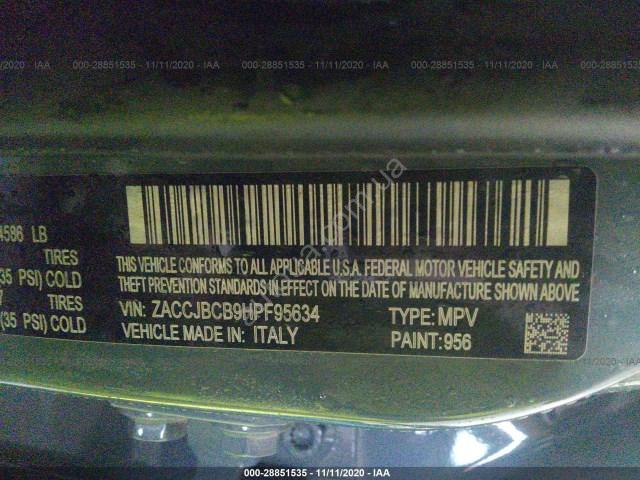 000-28851535 - 11/11/2020 - IAA
4586 LB
TIRES
(35 PSI) COLD
TIRES
(35 PSI) COLD
THIS VEHICLE CONFORMS TO ALL APPLICABLE U.S.A. FEDERAL MOTOR VEHICLE SAFETY AND
THEFT PREVENTION STANDARDS IN EFFECT ON THE DATE OF MANUFACTURE SHOWN ABOVE
VIN: ZACCJBCB9HPF95634 TYPE: MPV
VEHICLE MADE IN: ITALY PAINT: 956
000-28851535 - 11/11/2020 - IAA